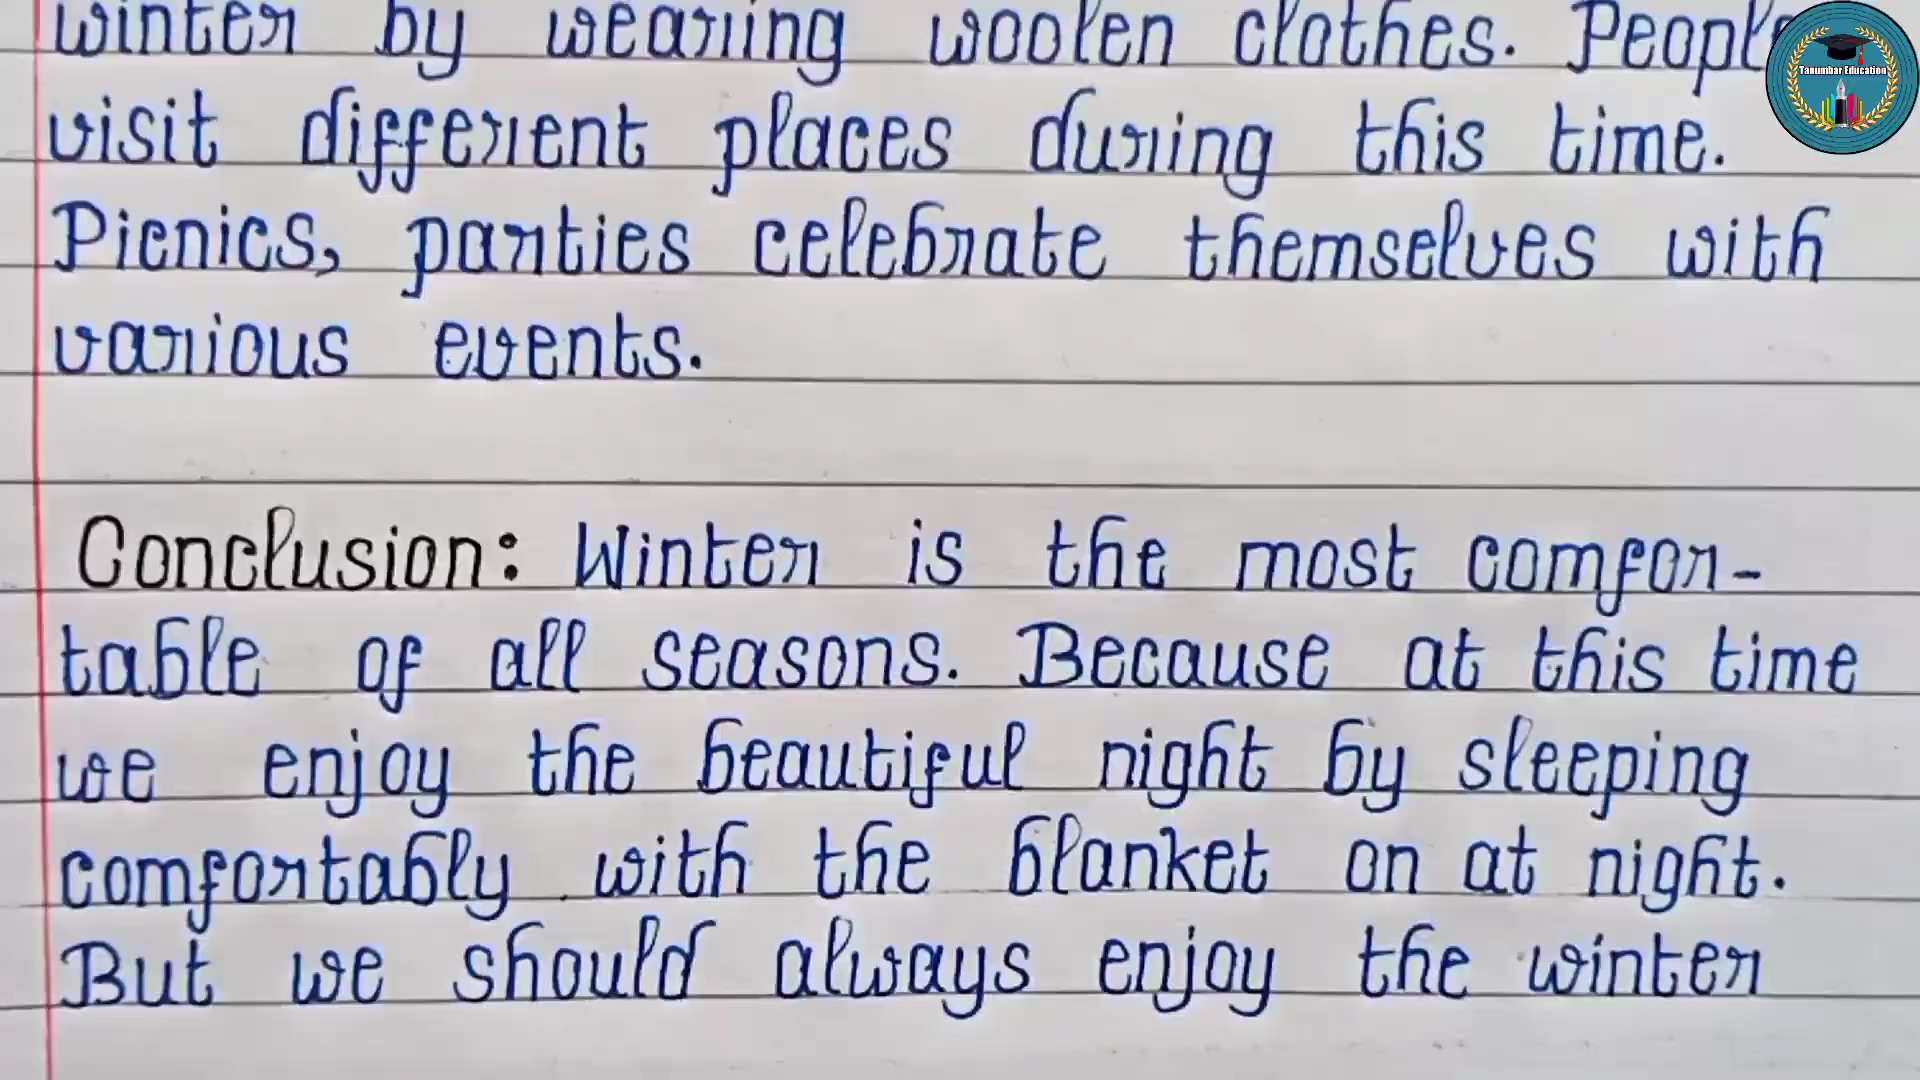 winter by wearing woolen clothes. People
visit different places during this time.
Picnics, parties celebrate themselves with
various events.
Conclusion: Winter is the most comfor-
table of all seasons. Because at this time
we enjoy the beautiful night by sleeping
comfortably with the blanket on at night.
But we should always enjoy the winter
Tanumbar Education